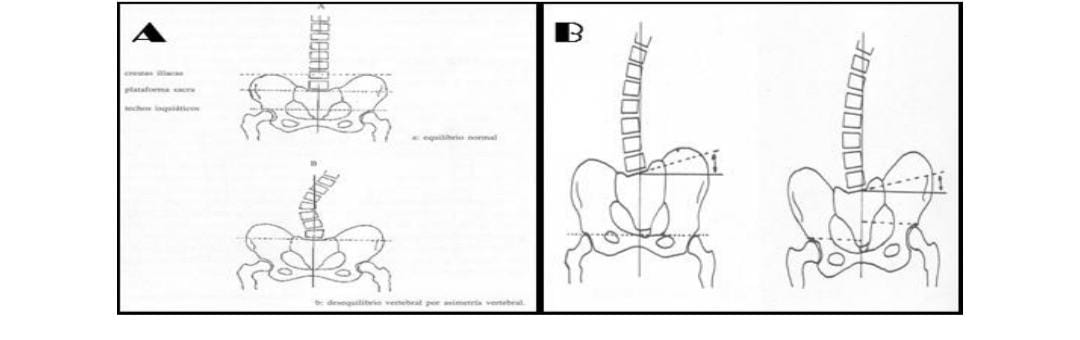 A
A
crestas ilíacas
plataforma sacra
techos isquiáticos
a: equilibrio normal
B
b: desequilibrio vertebral por asimetría vertebral.
B